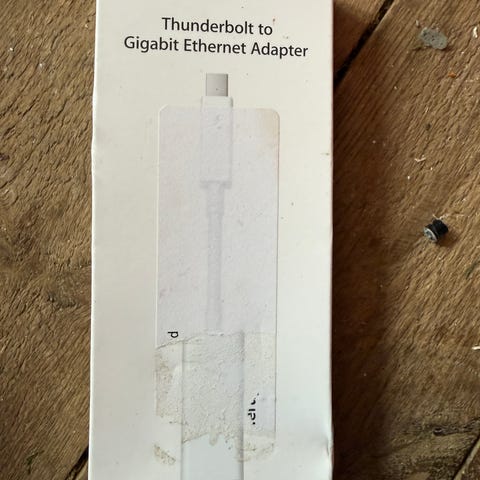 Thunderbolt to
Gigabit Ethernet Adapter